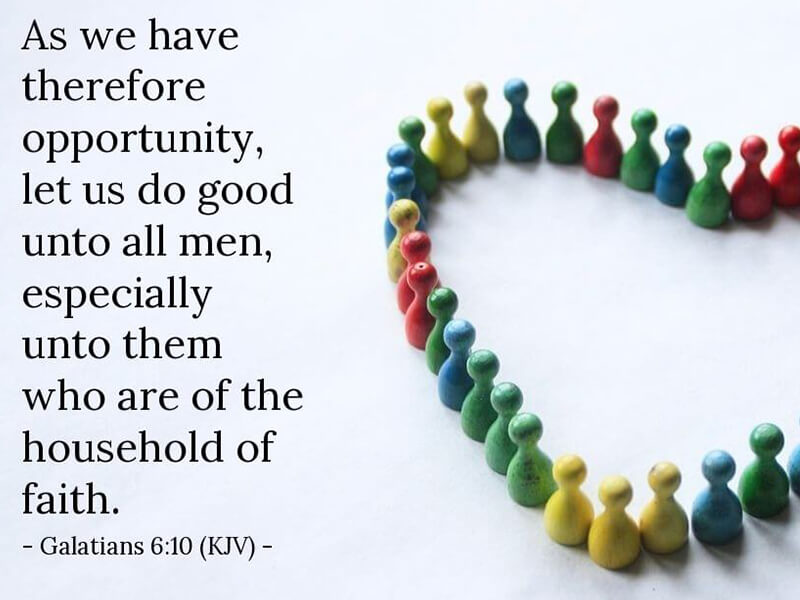 As we have
therefore
opportunity,
let us do good
unto all men,
especially
unto them
who are of the
household of
faith.
- Galatians 6:10 (KJV) -